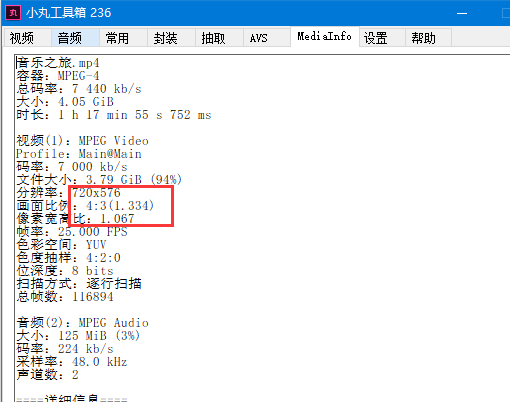 小丸工具箱 236
视频 音频 常用 封装 抽取 AVS MediaInfo 设置 帮助
音乐之旅.mp4
容器: MPEG-4
总码率: 7 440 kb/s
大小: 4.05 GiB
时长: 1 h 17 min 55 s 752 ms
视频(1): MPEG Video
Profile: Main@Main
码率: 7 000 kb/s
文件大小: 3.79 GiB (94%)
分辨率: 720x576
画面比例: 4:3(1.334)
像素宽高比: 1.067
帧率: 25.000 FPS
色彩空间: YUV
色度抽样: 4:2:0
位深度: 8 bits
扫描方式: 逐行扫描
总帧数: 116894
音频(2): MPEG Audio
大小: 125 MiB (3%)
码率: 224 kb/s
采样率: 48.0 kHz
声道数: 2
====详细信息====